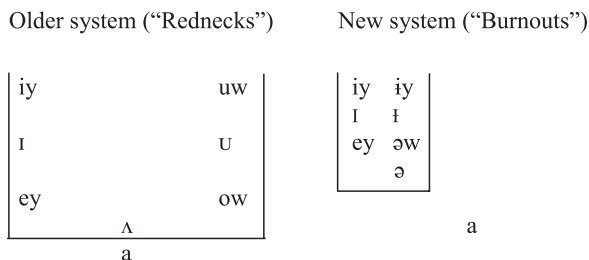 Older system (“Rednecks”) New system (“Burnouts”)
iy uw iy ɨy
ɪ ᴜ ɪ ᵻ
ey ow ey əw
ʌ ə
a a